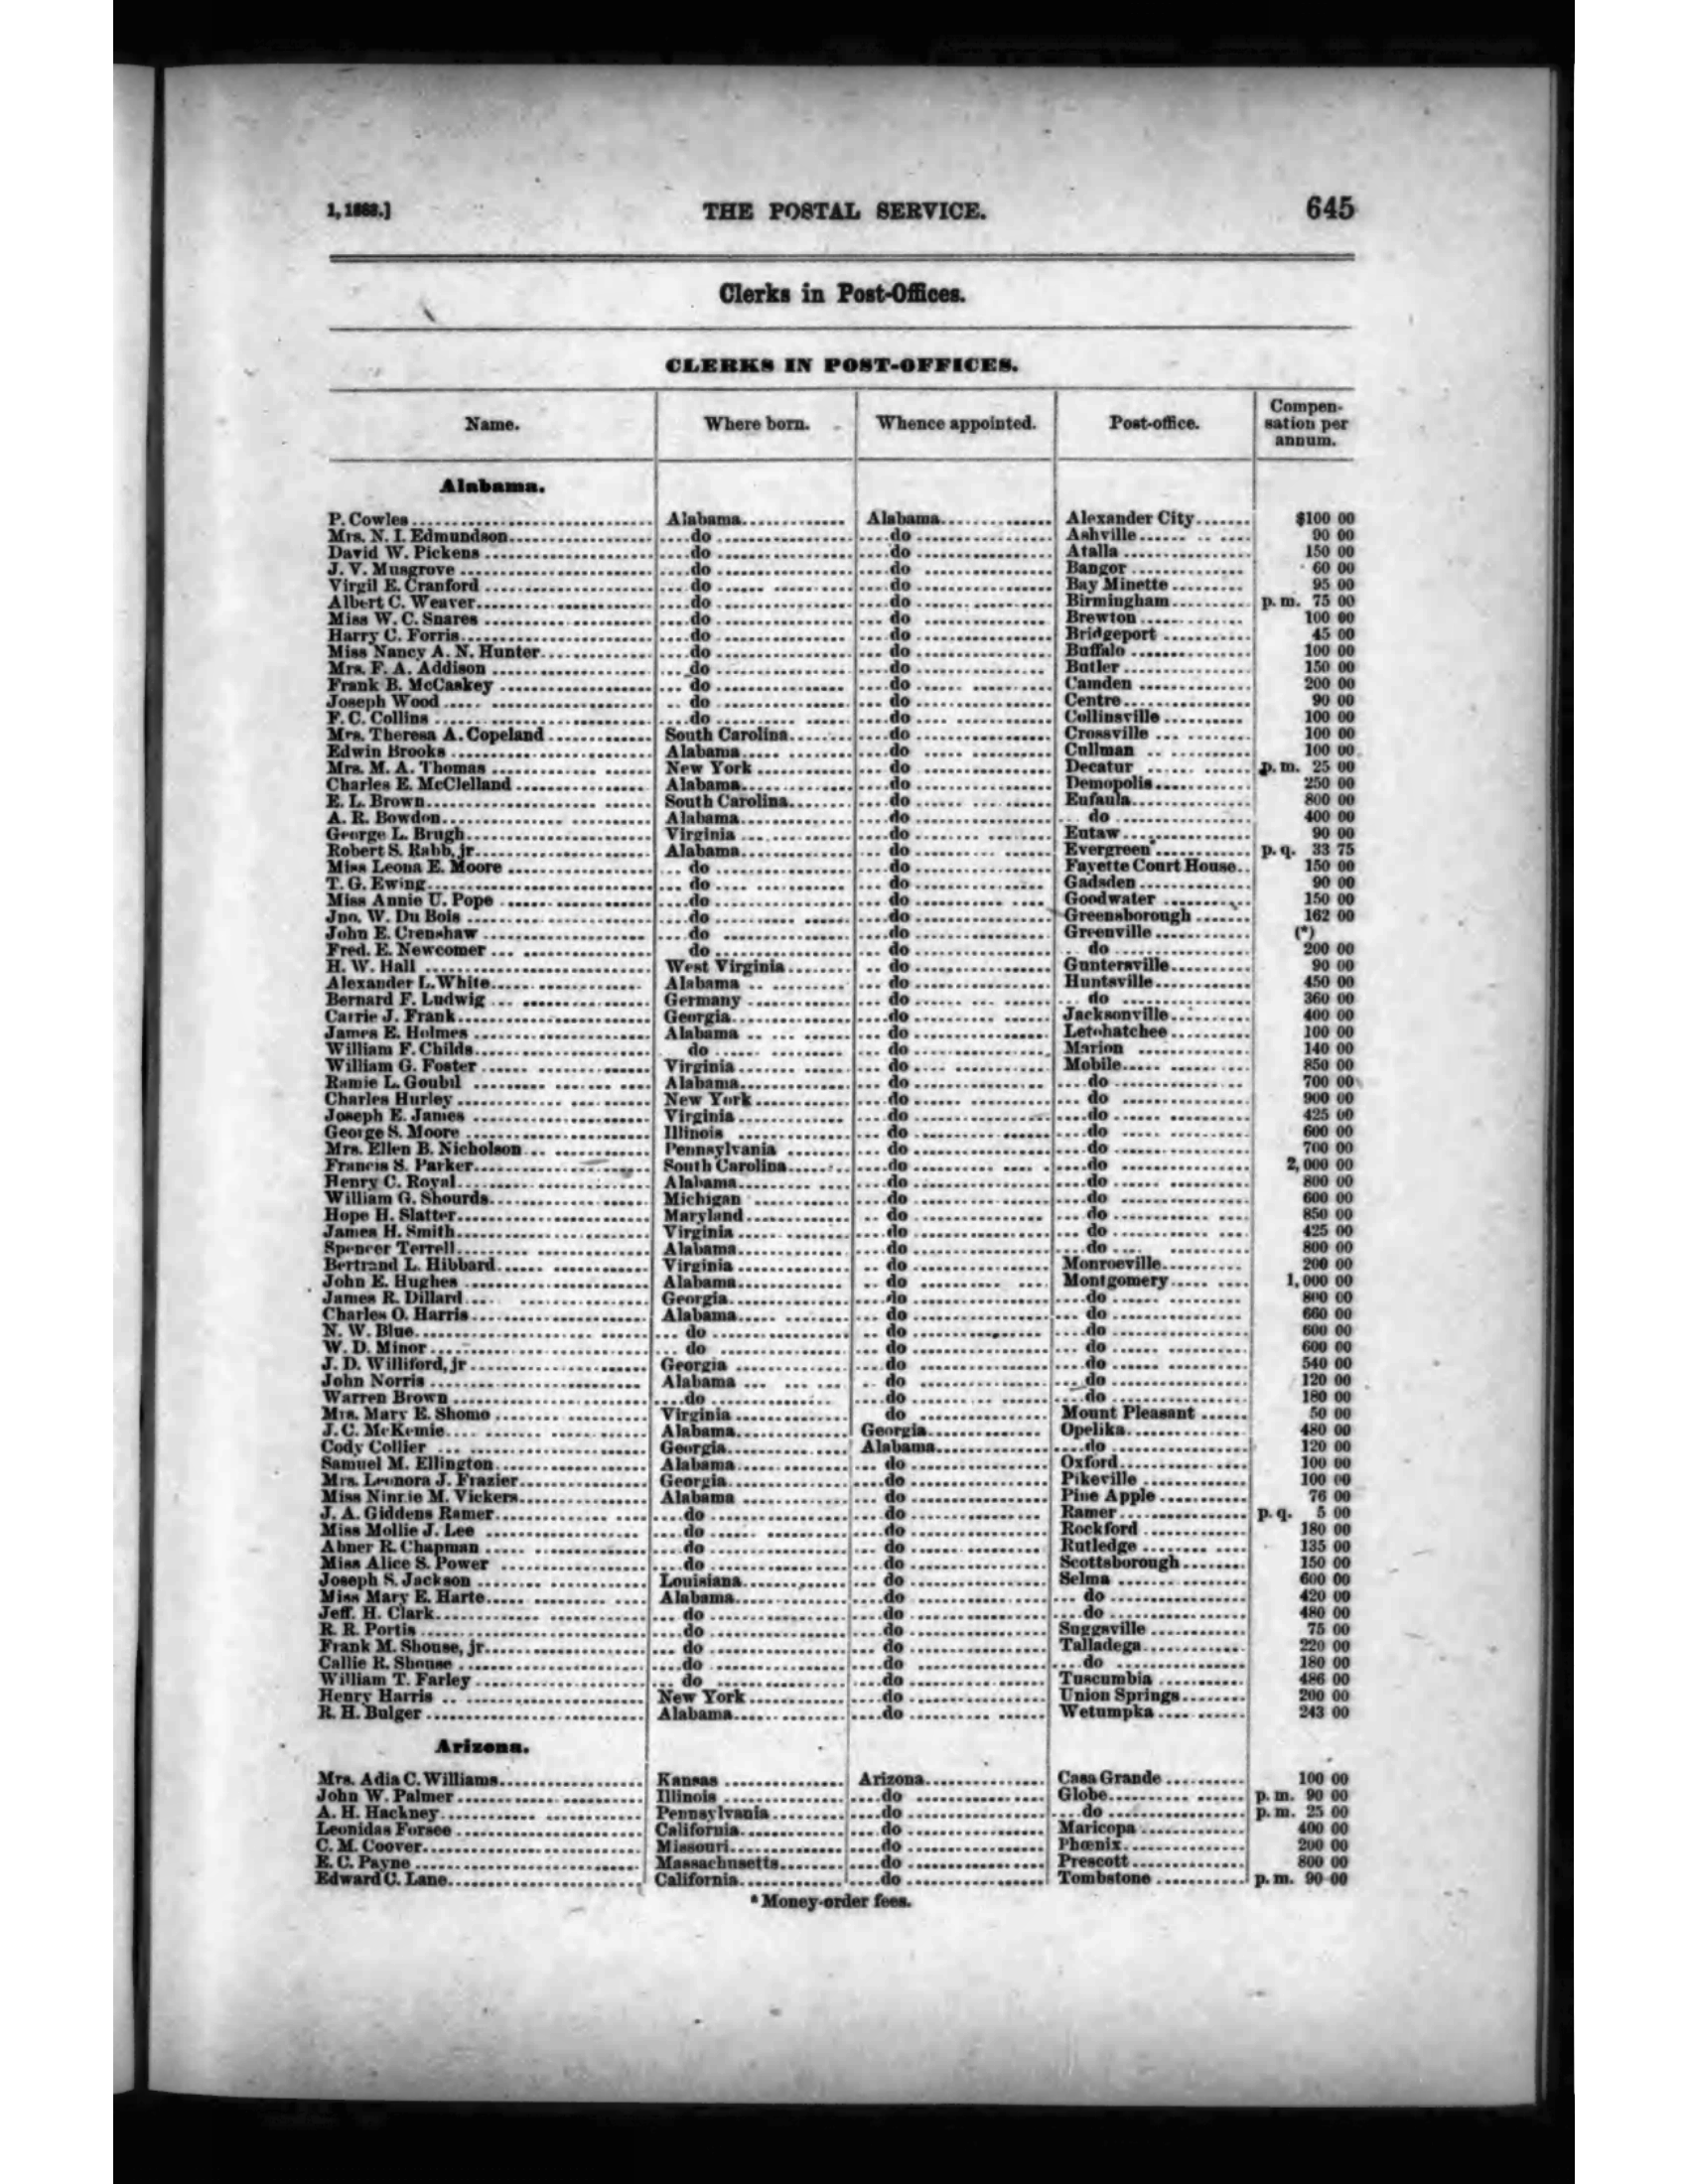 1, 1883.] THE POSTAL SERVICE. 645
Clerks in Post-Offices.
CLERKS IN POST-OFFICES.
Name. Where born. Whence appointed. Post-office. Compensation per annum.
Alabama.
P. Cowles Alabama Alabama Alexander City $100 00
Mrs. N. I. Edmundson do do Ashville 90 00
David W. Pickens do do Atalla 150 00
J. V. Musgrove do do Bangor 60 00
Virgil E. Cranford do do Bay Minette 95 00
Albert C. Weaver do do Birmingham p. m. 75 00
Miss W. C. Snares do do Brewton 100 00
Harry C. Forris do do Bridgeport 45 00
Miss Nancy A. N. Hunter do do Buffalo 100 00
Mrs. F. A. Addison do do Butler 150 00
Frank B. McCaskey do do Camden 200 00
Joseph Wood do do Centre 90 00
F. C. Collins do do Collinsville 100 00
Mrs. Theresa A. Copeland South Carolina do Crossville 100 00
Edwin Brooks Alabama do Cullman 100 00
Mrs. M. A. Thomas New York do Decatur p. m. 25 00
Charles E. McClelland Alabama do Demopolis 250 00
E. L. Brown South Carolina do Eufaula 800 00
A. R. Bowdon Alabama do do 400 00
George L. Brugh Virginia do Eutaw 90 00
Robert S. Rabb, jr Alabama do Evergreen p. q. 33 75
Miss Leona E. Moore do do Fayette Court House 150 00
T. G. Ewing do do Gadsden 90 00
Miss Annie U. Pope do do Goodwater 150 00
Jno. W. Du Bois do do Greensborough 162 00
John E. Crenshaw do do Greenville (*)
Fred. E. Newcomer do do do 200 00
H. W. Hall West Virginia do Guntersville 90 00
Alexander L. White Alabama do Huntsville 450 00
Bernard F. Ludwig Germany do do 360 00
Carrie J. Frank Georgia do Jacksonville 400 00
James E. Holmes Alabama do Letohatchee 100 00
William F. Childs do do Marion 140 00
William G. Foster Virginia do Mobile 850 00
Ramie L. Goubil Alabama do do 700 00
Charles Hurley New York do do 900 00
Joseph E. James Virginia do do 425 00
George S. Moore Illinois do do 600 00
Mrs. Ellen B. Nicholson Pennsylvania do do 700 00
Francis S. Parker South Carolina do do 2,000 00
Henry C. Royal Alabama do do 800 00
William G. Shourds Michigan do do 600 00
Hope H. Slatter Maryland do do 850 00
James H. Smith Virginia do do 425 00
Spencer Terrell Alabama do do 800 00
Bertrand L. Hibbard Virginia do Monroeville 200 00
John E. Hughes Alabama do Montgomery 1,000 00
James R. Dillard Georgia do do 800 00
Charles O. Harris Alabama do do 660 00
N. W. Blue do do do 600 00
W. D. Minor do do do 600 00
J. D. Williford, jr Georgia do do 540 00
John Norris Alabama do do 120 00
Warren Brown do do do 180 00
Mrs. Mary E. Shomo Virginia do Mount Pleasant 50 00
J. C. McKemie Alabama Georgia Opelika 480 00
Cody Collier Georgia Alabama do 120 00
Samuel M. Ellington Alabama do Oxford 100 00
Mrs. Leonora J. Frazier Georgia do Pikeville 100 00
Miss Ninnie M. Vickers Alabama do Pine Apple 76 00
J. A. Giddens Ramer do do Ramer p. q. 5 00
Miss Mollie J. Lee do do Rockford 180 00
Abner R. Chapman do do Rutledge 135 00
Miss Alice S. Power do do Scottsborough 150 00
Joseph S. Jackson Louisiana do Selma 600 00
Miss Mary E. Harte Alabama do do 420 00
Jeff. H. Clark do do do 480 00
R. R. Portis do do Suggsville 75 00
Frank M. Shouse, jr do do Talladega 220 00
Callie R. Shouse do do do 180 00
William T. Farley do do Tuscumbia 486 00
Henry Harris New York do Union Springs 200 00
R. H. Bulger Alabama do Wetumpka 243 00
Arizona.
Mrs. Adia C. Williams Kansas Arizona Casa Grande 100 00
John W. Palmer Illinois do Globe p. m. 90 00
A. H. Hackney Pennsylvania do do p. m. 25 00
Leonidas Forsee California do Maricopa 400 00
C. M. Coover Missouri do Phœnix 200 00
E. C. Payne Massachusetts do Prescott 800 00
Edward C. Lane California do Tombstone p. m. 90 00
* Money-order fees.